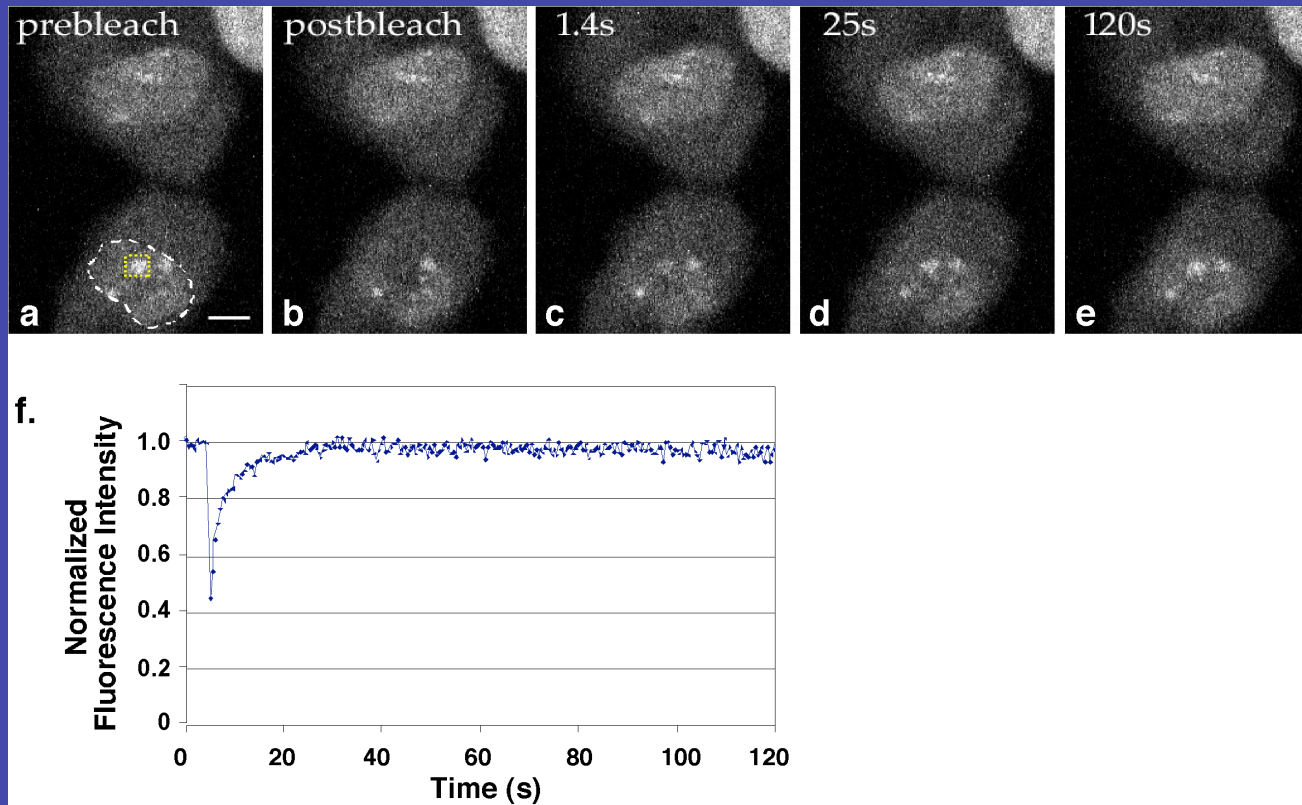 prebleach
postbleach
1.4s
25s
120s
a
b
c
d
e
f.
Normalized
Fluorescence Intensity
1.0
0.8
0.6
0.4
0.2
0
0
20
40
60
80
100
120
Time (s)